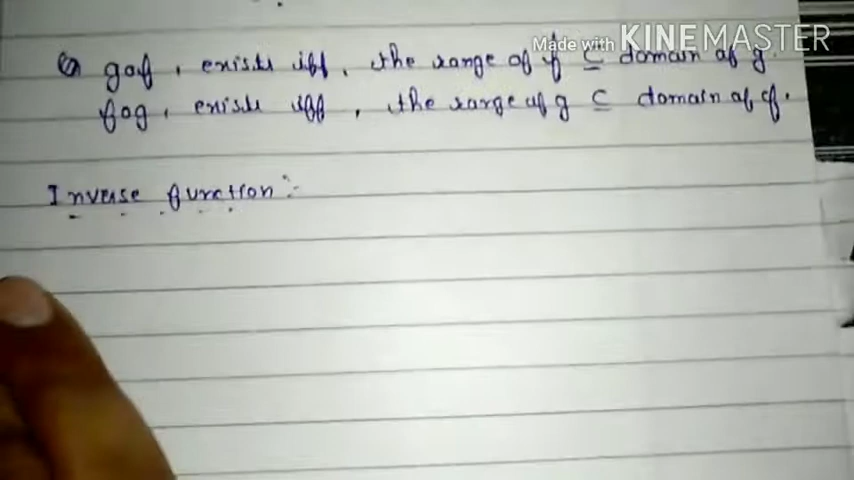 Made with KINEMASTER
gof, exists iff, the range of f ⊆ domain of g.
fog, exists iff, the range of g ⊆ domain of f.
Inverse function :-